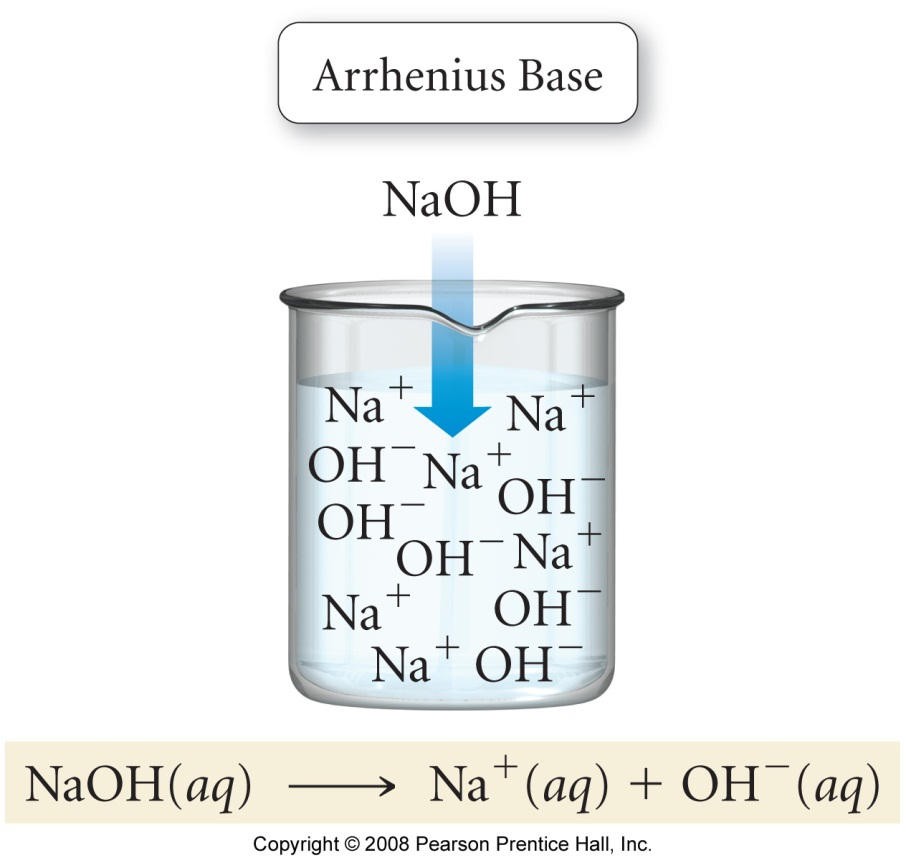 Arrhenius Base
NaOH
Na⁺ Na⁺
OH⁻ Na⁺
OH⁻ OH⁻
OH⁻ Na⁺
Na⁺ OH⁻
Na⁺ OH⁻
NaOH(aq) ⟶ Na⁺(aq) + OH⁻(aq)
Copyright © 2008 Pearson Prentice Hall, Inc.